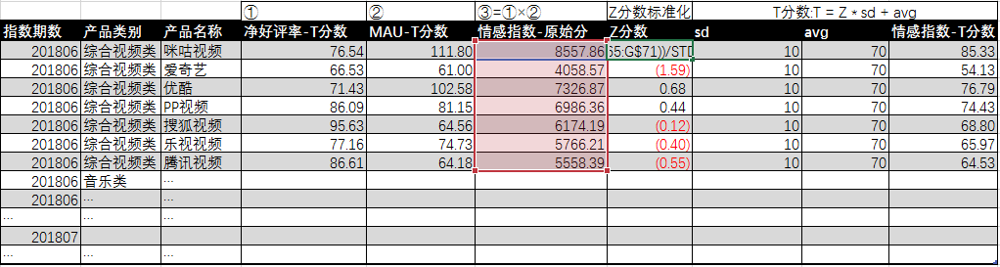 ① ② ③=①×② Z分数标准化 T分数:T = Z * sd + avg
指数期数 产品类别 产品名称 净好评率-T分数 MAU-T分数 情感指数-原始分 Z分数 sd avg 情感指数-T分数
201806 综合视频类 咪咕视频 76.54 111.80 8557.86 65:G$71))/STD 10 70 85.33
201806 综合视频类 爱奇艺 66.53 61.00 4058.57 (1.59) 10 70 54.13
201806 综合视频类 优酷 71.43 102.58 7326.87 0.68 10 70 76.79
201806 综合视频类 PP视频 86.09 81.15 6986.36 0.44 10 70 74.43
201806 综合视频类 搜狐视频 95.63 64.56 6174.19 (0.12) 10 70 68.80
201806 综合视频类 乐视视频 77.16 74.73 5766.21 (0.40) 10 70 65.97
201806 综合视频类 腾讯视频 86.61 64.18 5558.39 (0.55) 10 70 64.53
201806 音乐类 ...
201806 ... ...
... ... ...
201807
... ... ...